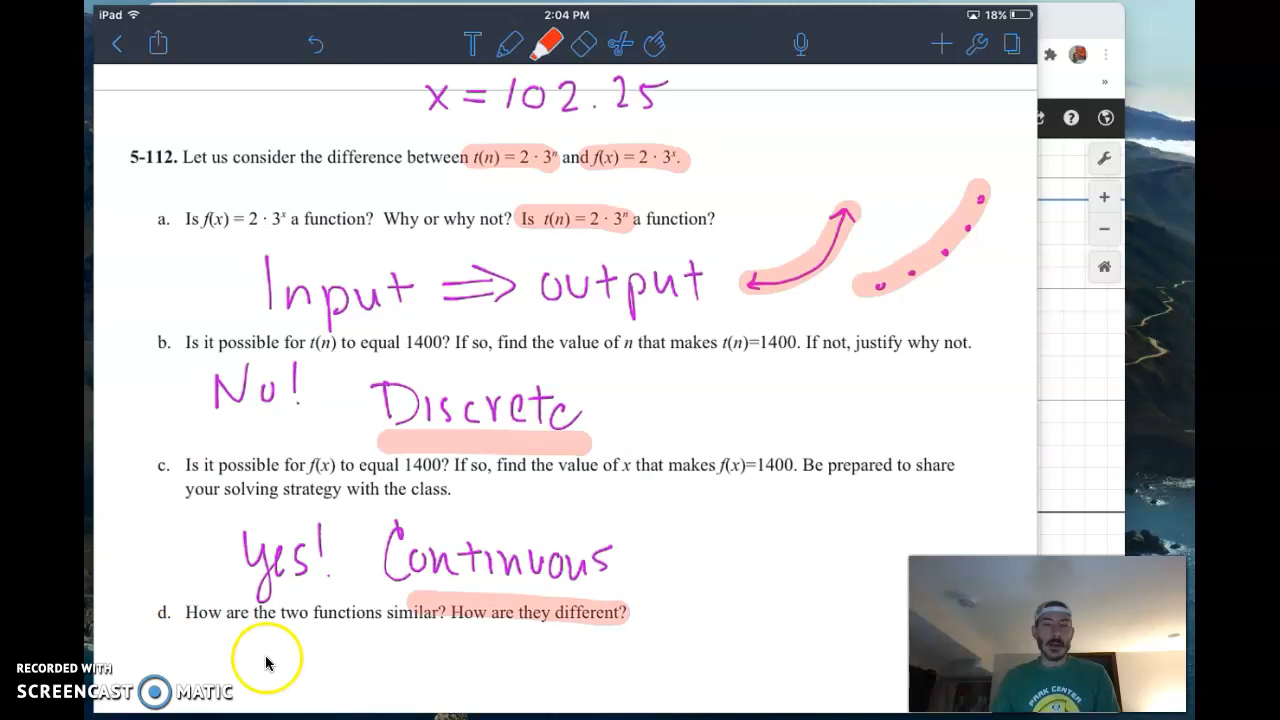 iPad 2:04 PM 18%
x = 102.25
5-112. Let us consider the difference between t(n) = 2 · 3ⁿ and f(x) = 2 · 3ˣ.
a. Is f(x) = 2 · 3ˣ a function? Why or why not? Is t(n) = 2 · 3ⁿ a function?
Input ⇒ output
b. Is it possible for t(n) to equal 1400? If so, find the value of n that makes t(n)=1400. If not, justify why not.
No! Discrete
c. Is it possible for f(x) to equal 1400? If so, find the value of x that makes f(x)=1400. Be prepared to share
your solving strategy with the class.
Yes! Continuous
d. How are the two functions similar? How are they different?
RECORDED WITH
SCREENCAST MATIC
PARK CENTER